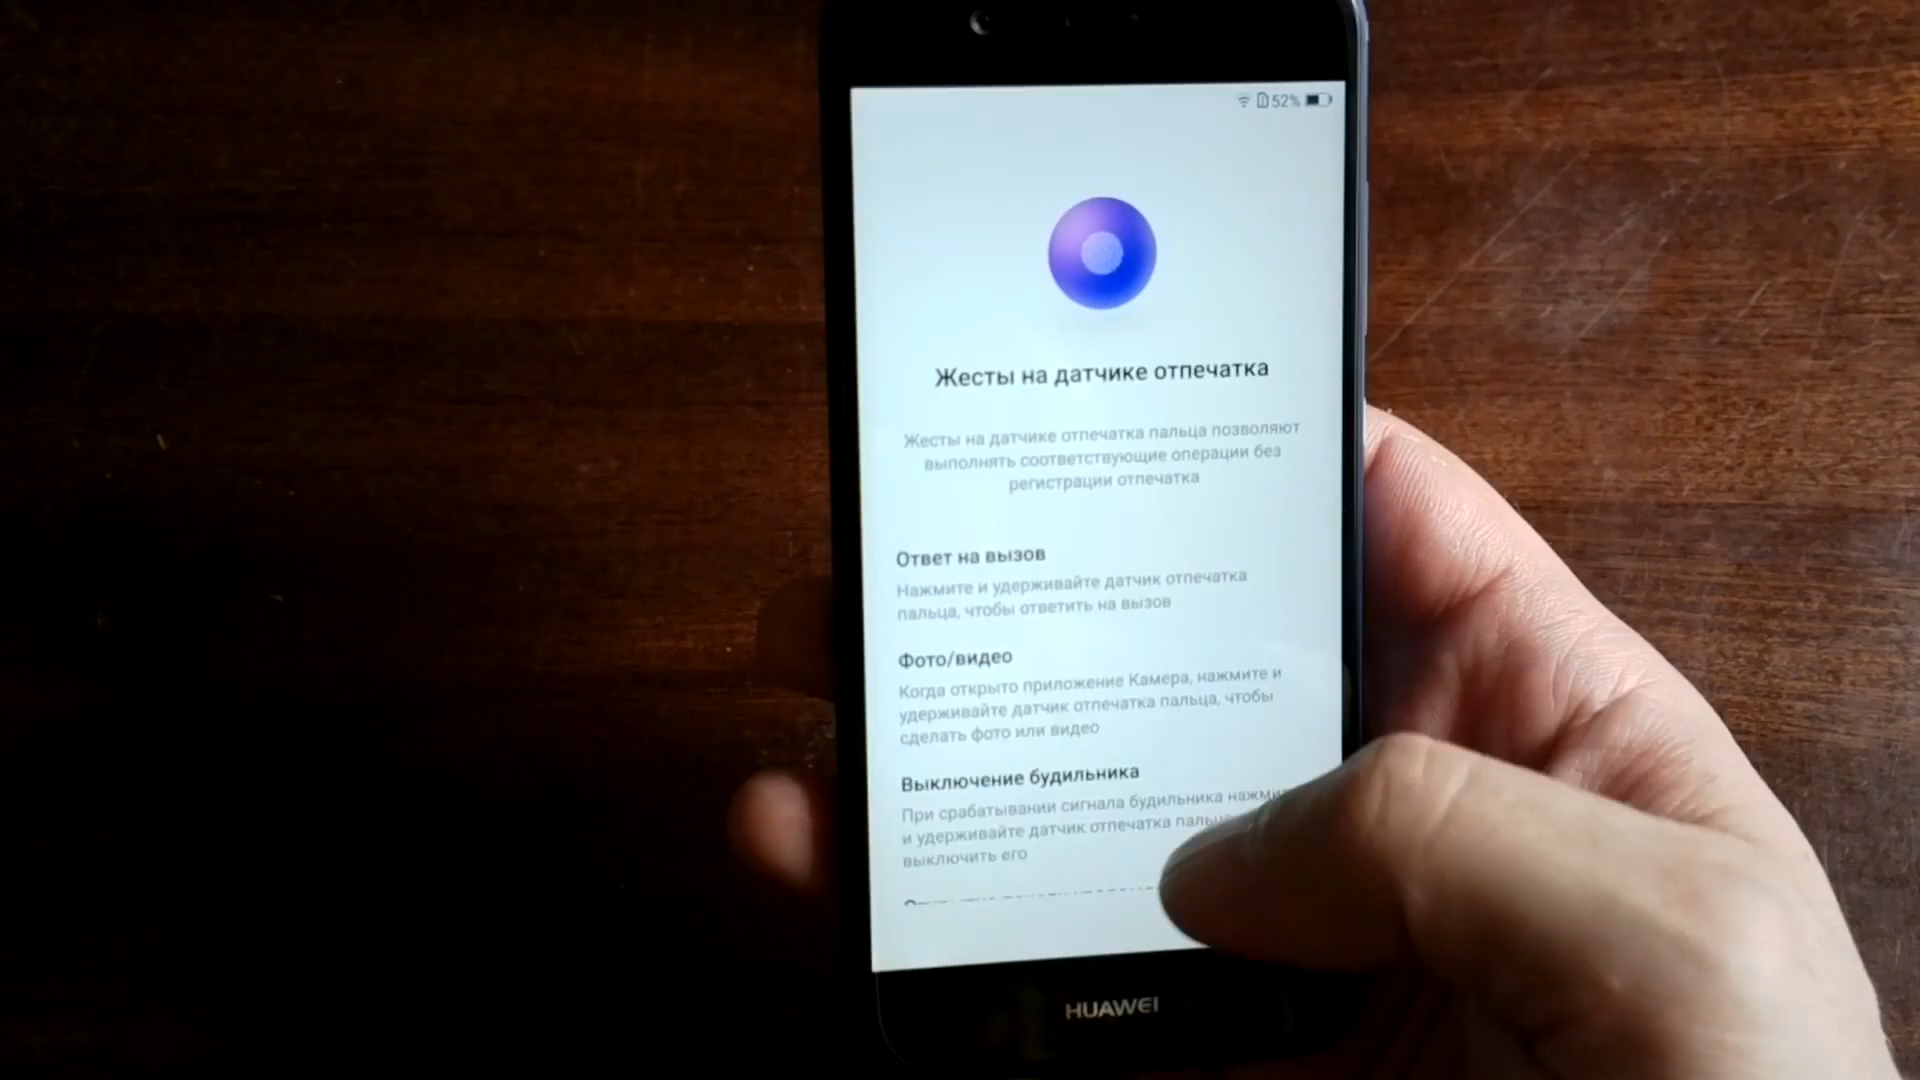 52%
Жесты на датчике отпечатка
Жесты на датчике отпечатка пальца позволяют
выполнять соответствующие операции без
регистрации отпечатка
Ответ на вызов
Нажмите и удерживайте датчик отпечатка
пальца, чтобы ответить на вызов
Фото/видео
Когда открыто приложение Камера, нажмите и
удерживайте датчик отпечатка пальца, чтобы
сделать фото или видео
Выключение будильника
При срабатывании сигнала будильника
и удерживайте датчик отпечатка
выключить его
HUAWEI